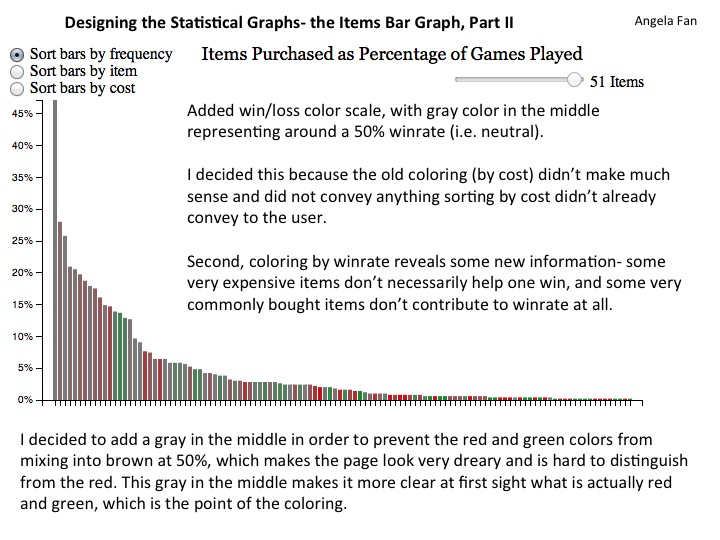 Designing the Statistical Graphs- the Items Bar Graph, Part II
Angela Fan
Sort bars by frequency
Sort bars by item
Sort bars by cost
Items Purchased as Percentage of Games Played
51 Items
45%
40%
35%
30%
25%
20%
15%
10%
5%
0%
Added win/loss color scale, with gray color in the middle
representing around a 50% winrate (i.e. neutral).
I decided this because the old coloring (by cost) didn't make much
sense and did not convey anything sorting by cost didn't already
convey to the user.
Second, coloring by winrate reveals some new information- some
very expensive items don't necessarily help one win, and some very
commonly bought items don't contribute to winrate at all.
I decided to add a gray in the middle in order to prevent the red and green colors from
mixing into brown at 50%, which makes the page look very dreary and is hard to distinguish
from the red. This gray in the middle makes it more clear at first sight what is actually red
and green, which is the point of the coloring.